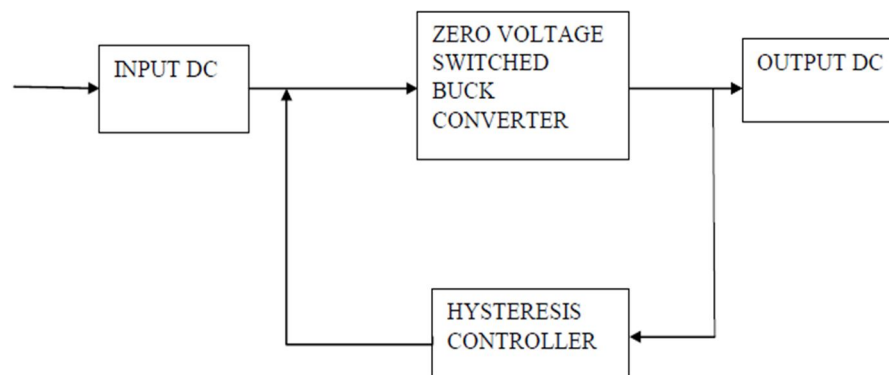 INPUT DC
ZERO VOLTAGE
SWITCHED
BUCK
CONVERTER
OUTPUT DC
HYSTERESIS
CONTROLLER